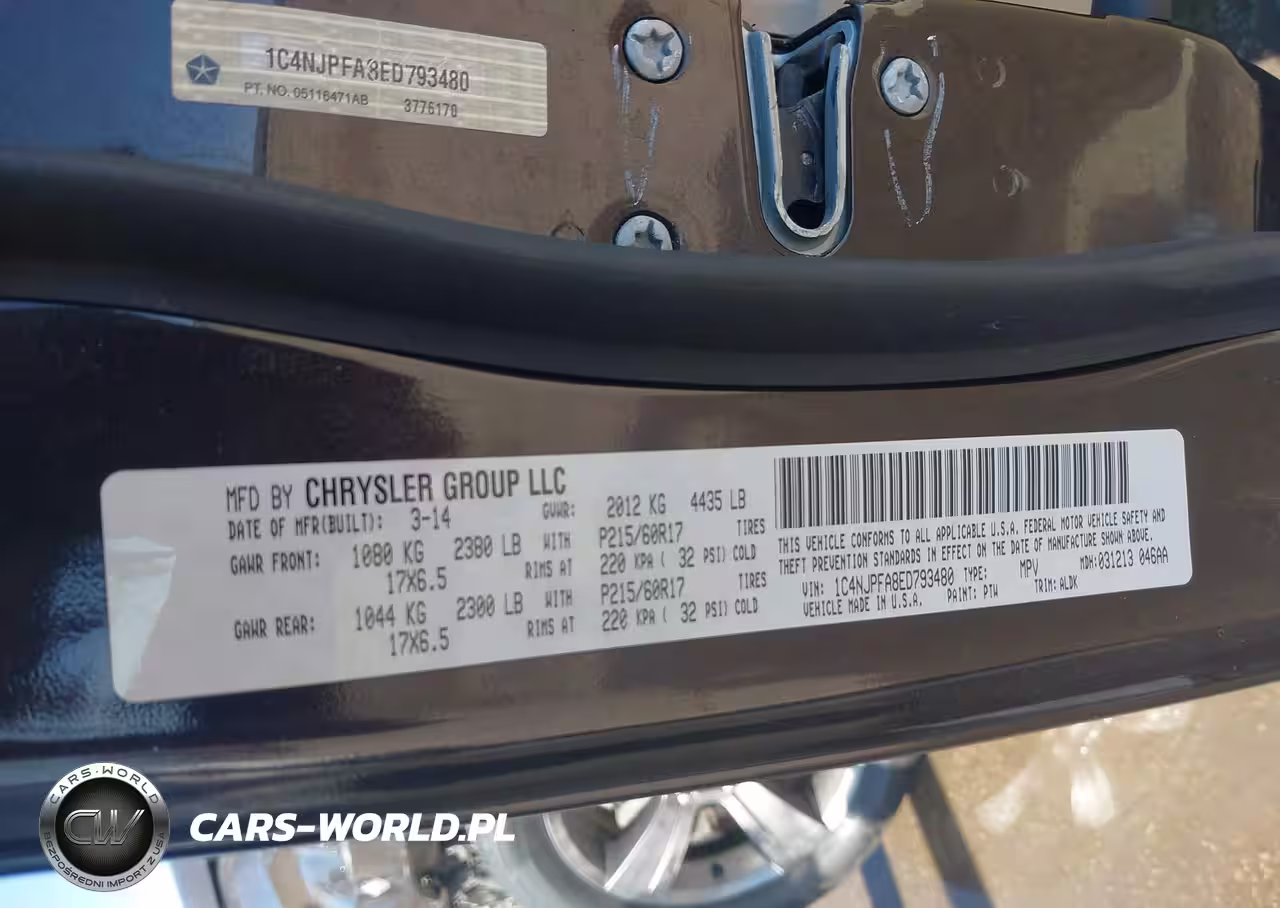 1C4NJPFA8ED793480
PT. NO. 05116471AB 3776170
MFD BY CHRYSLER GROUP LLC
DATE OF MFR(BUILT): 3-14 GVWR: 2012 KG 4435 LB
GAWR FRONT: 1080 KG 2380 LB WITH P215/60R17 TIRES
17X6.5 RIMS AT 220 KPA ( 32 PSI) COLD
GAWR REAR: 1044 KG 2300 LB WITH P215/60R17 TIRES
17X6.5 RIMS AT 220 KPA ( 32 PSI) COLD
THIS VEHICLE CONFORMS TO ALL APPLICABLE U.S.A. FEDERAL MOTOR VEHICLE SAFETY AND
THEFT PREVENTION STANDARDS IN EFFECT ON THE DATE OF MANUFACTURE SHOWN ABOVE.
VIN: 1C4NJPFA8ED793480 TYPE: MPV MDH: 031213 046AA
VEHICLE MADE IN U.S.A. PAINT: PTW TRIM: ALDK
CARS-WORLD
CW
BEZPOŚREDNI IMPORT Z USA
CARS-WORLD.PL